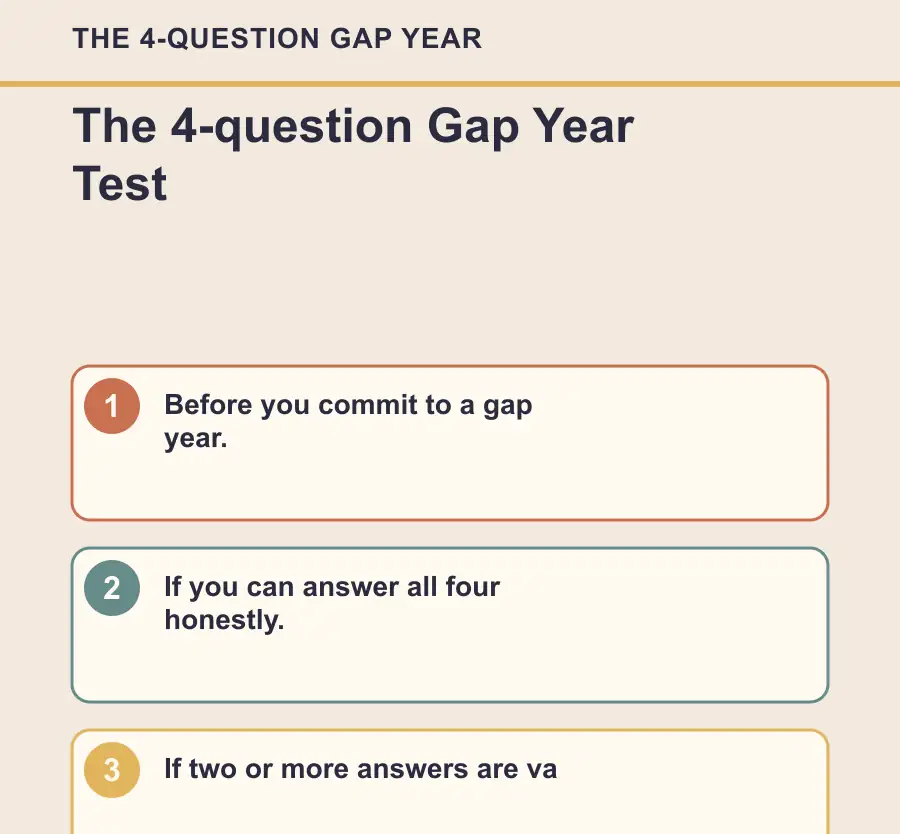 THE 4-QUESTION GAP YEAR
The 4-question Gap Year
Test
1
Before you commit to a gap
year.
2
If you can answer all four
honestly.
3
If two or more answers are va